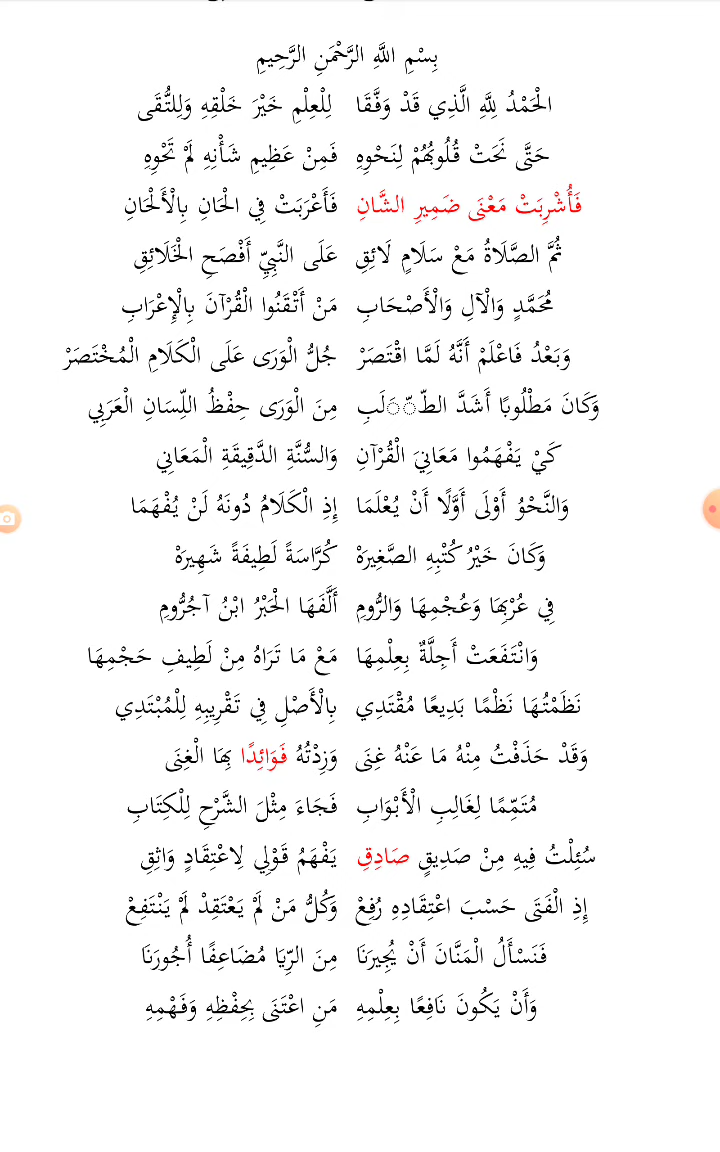 بِسْمِ اللَّهِ الرَّحْمَنِ الرَّحِيمِ
الْحَمْدُ لِلَّهِ الَّذِي قَدْ وَفَّقَا لِلْعِلْمِ خَيْرَ خَلْقِهِ وَلِلتُّقَى
حَتَّى نَحَتْ قُلُوبُهُمْ لِنَحْوِهِ فَمِنْ عَظِيمِ شَأْنِهِ لَمْ تَحْوِهِ
فَأُشْرِبَتْ مَعْنَى ضَمِيرِ الشَّانِ فَأَعْرَبَتْ فِي الْحَانِ بِالْأَلْحَانِ
ثُمَّ الصَّلَاةُ مَعْ سَلَامٍ لَائِقِ عَلَى النَّبِيِّ أَفْصَحِ الْخَلَائِقِ
مُحَمَّدٍ وَالْآلِ وَالْأَصْحَابِ مَنْ أَتْقَنُوا الْقُرْآنَ بِالْإِعْرَابِ
وَبَعْدُ فَاعْلَمْ أَنَّهُ لَمَّا اقْتَصَرْ جُلُّ الْوَرَى عَلَى الْكَلَامِ الْمُخْتَصَرْ
وَكَانَ مَطْلُوبًا أَشَدَّ الطَّلَبِ مِنَ الْوَرَى حِفْظُ اللِّسَانِ الْعَرَبِي
كَيْ يَفْهَمُوا مَعَانِيَ الْقُرْآنِ وَالسُّنَّةِ الدَّقِيقَةِ الْمَعَانِي
وَالنَّحْوُ أَوْلَى أَوَّلًا أَنْ يُعْلَمَا إِذِ الْكَلَامُ دُونَهُ لَنْ يُفْهَمَا
وَكَانَ خَيْرُ كُتْبِهِ الصَّغِيرَهْ كُرَّاسَةً لَطِيفَةً شَهِيرَهْ
فِي عُرْبِهَا وَعُجْمِهَا وَالرُّومِ أَلَّفَهَا الْحَبْرُ ابْنُ آجُرُّومِ
وَانْتَفَعَتْ أَجِلَّةٌ بِعِلْمِهَا مَعْ مَا تَرَاهُ مِنْ لَطِيفِ حَجْمِهَا
نَظَمْتُهَا نَظْمًا بَدِيعًا مُقْتَدِي بِالْأَصْلِ فِي تَقْرِيبِهِ لِلْمُبْتَدِي
وَقَدْ حَذَفْتُ مِنْهُ مَا عَنْهُ غِنَى وَزِدْتُهُ فَوَائِدًا بِهَا الْغِنَى
مُتَمِّمًا لِغَالِبِ الْأَبْوَابِ فَجَاءَ مِثْلَ الشَّرْحِ لِلْكِتَابِ
سُئِلْتُ فِيهِ مِنْ صَدِيقٍ صَادِقِ يَفْهَمُ قَوْلِي لِاعْتِقَادٍ وَاثِقِ
إِذِ الْفَتَى حَسْبَ اعْتِقَادِهِ رُفِعْ وَكُلُّ مَنْ لَمْ يَعْتَقِدْ لَمْ يَنْتَفِعْ
فَنَسْأَلُ الْمَنَّانَ أَنْ يُجِيرَنَا مِنَ الرِّيَا مُضَاعِفًا أُجُورَنَا
وَأَنْ يَكُونَ نَافِعًا بِعِلْمِهِ مَنِ اعْتَنَى بِحِفْظِهِ وَفَهْمِهِ